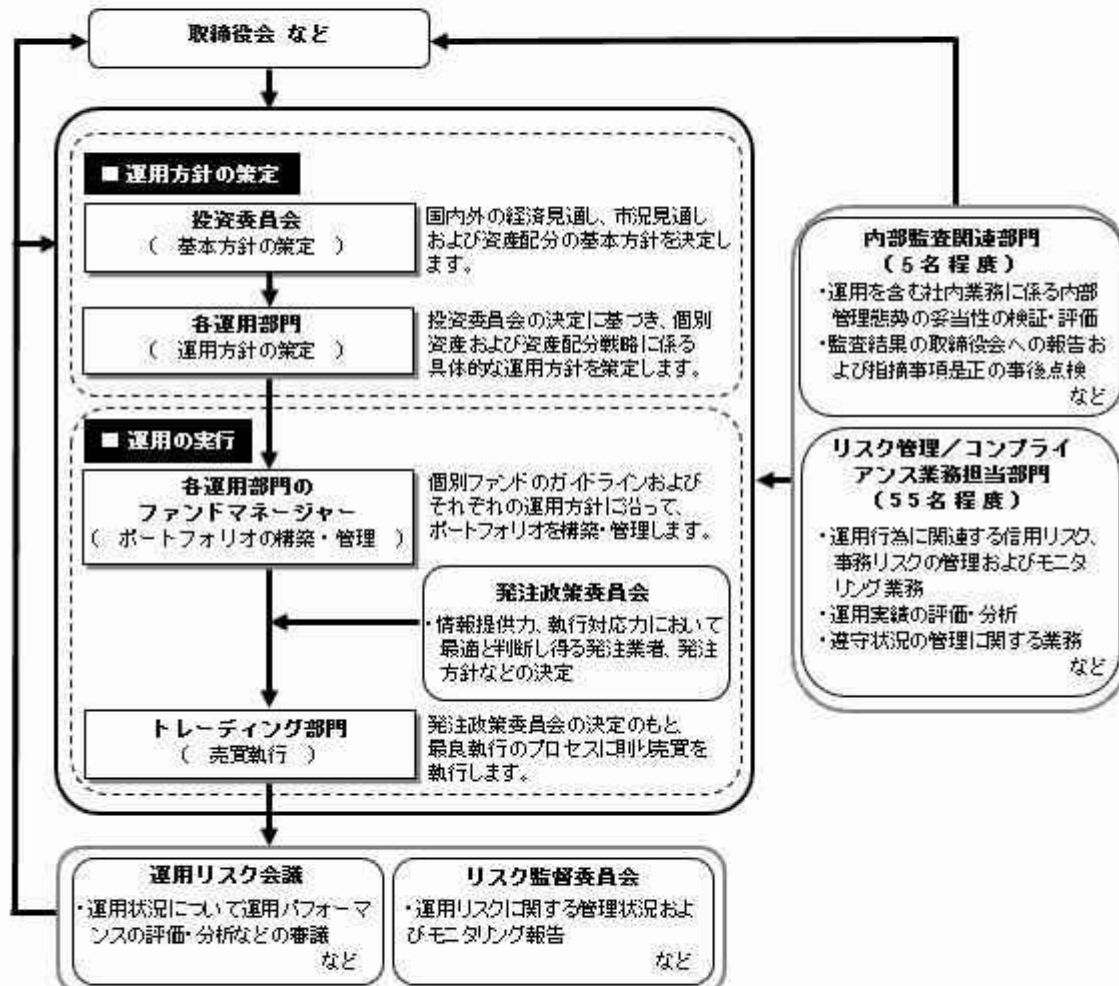 取締役会 など
■ 運用方針の策定
投資委員会
( 基本方針の策定 )
国内外の経済見通し、市況見通し
および資産配分の基本方針を決定し
ます。
各運用部門
( 運用方針の策定 )
投資委員会の決定に基づき、個別
資産および資産配分戦略に係る
具体的な運用方針を策定します。
■ 運用の実行
各運用部門の
ファンドマネージャー
( ポートフォリオの構築・管理 )
個別ファンドのガイドラインおよび
それぞれの運用方針に沿って、
ポートフォリオを構築・管理します。
発注政策委員会
・情報提供力、執行対応力において
最適と判断し得る発注業者、発注
方針などの決定
トレーディング部門
( 売買執行 )
発注政策委員会の決定のもと、
最良執行のプロセスに則り売買を
執行します。
運用リスク会議
・運用状況について運用パフォーマ
ンスの評価・分析などの審議
など
リスク監督委員会
・運用リスクに関する管理状況およ
びモニタリング報告
など
内部監査関連部門
(5名程度)
・運用を含む社内業務に係る内部
管理態勢の妥当性の検証・評価
・監査結果の取締役会への報告お
よび指摘事項是正の事後点検
など
リスク管理/コンプライ
アンス業務担当部門
(55名程度)
・運用行為に関連する信用リスク、
事務リスクの管理およびモニタ
リング業務
・運用実績の評価・分析
・遵守状況の管理に関する業務
など